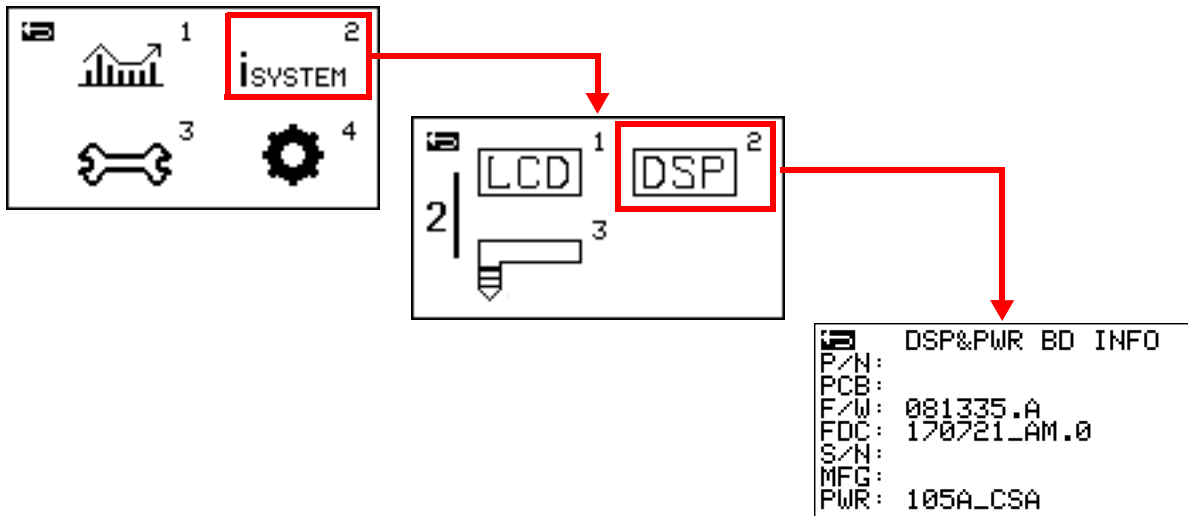 1
2
iSYSTEM
3
4
1
2
LCD
DSP
2
3
DSP&PWR BD INFO
P/N:
PCB:
F/W: 081335.A
FDC: 170721_AM.0
S/N:
MFG:
PWR: 105A_CSA